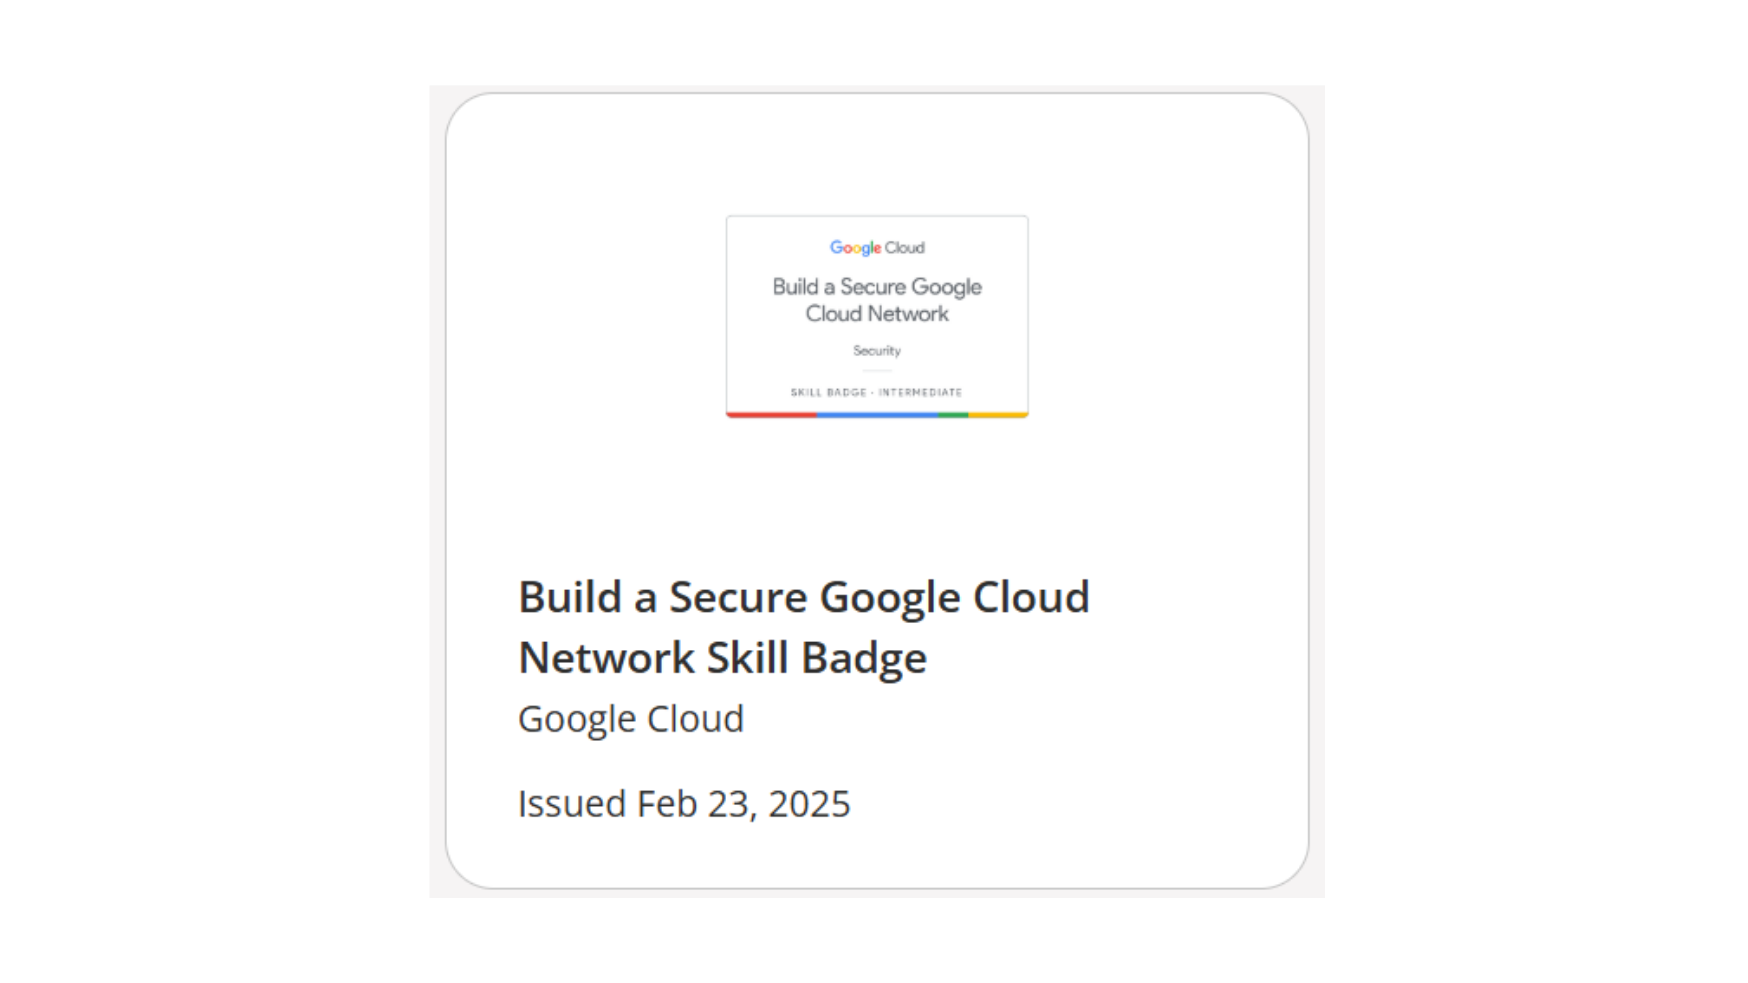 Google Cloud
Build a Secure Google
Cloud Network
Security
SKILL BADGE · INTERMEDIATE
Build a Secure Google Cloud
Network Skill Badge
Google Cloud
Issued Feb 23, 2025